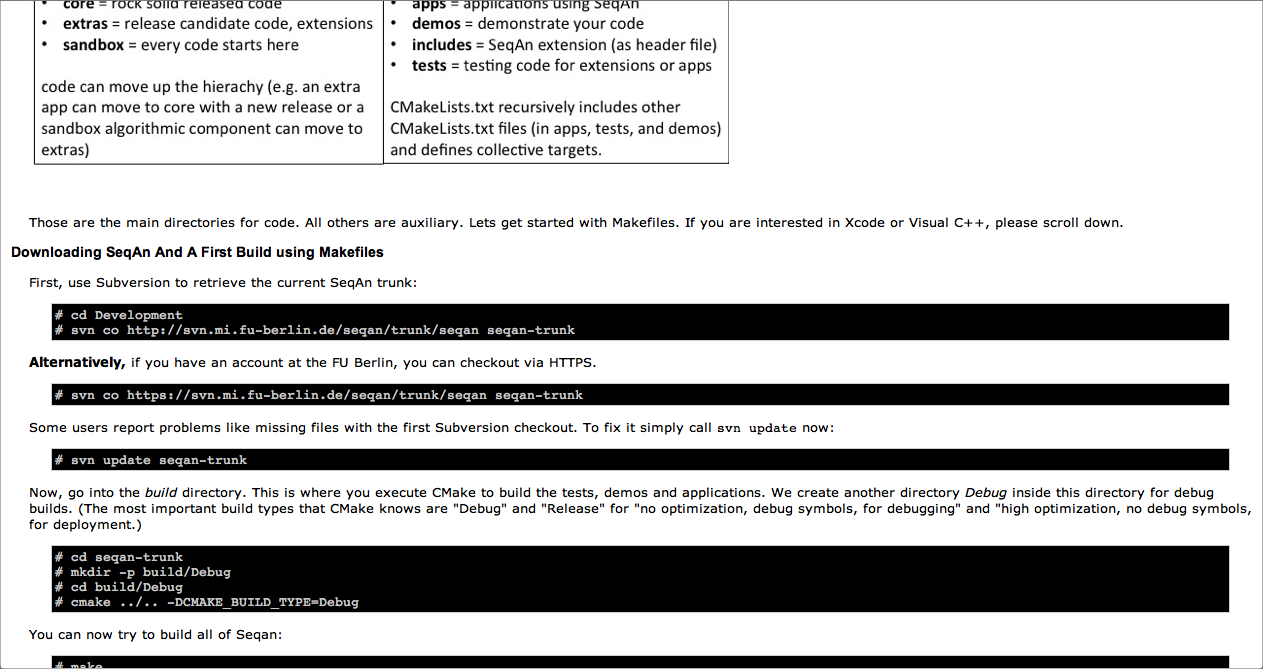 • core = rock solid released code
• extras = release candidate code, extensions
• sandbox = every code starts here
code can move up the hierachy (e.g. an extra
app can move to core with a new release or a
sandbox algorithmic component can move to
extras)
• apps = applications using SeqAn
• demos = demonstrate your code
• includes = SeqAn extension (as header file)
• tests = testing code for extensions or apps
CMakeLists.txt recursively includes other
CMakeLists.txt files (in apps, tests, and demos)
and defines collective targets.
Those are the main directories for code. All others are auxiliary. Lets get started with Makefiles. If you are interested in Xcode or Visual C++, please scroll down.
Downloading SeqAn And A First Build using Makefiles
First, use Subversion to retrieve the current SeqAn trunk:
# cd Development
# svn co http://svn.mi.fu-berlin.de/seqan/trunk/seqan seqan-trunk
Alternatively, if you have an account at the FU Berlin, you can checkout via HTTPS.
# svn co https://svn.mi.fu-berlin.de/seqan/trunk/seqan seqan-trunk
Some users report problems like missing files with the first Subversion checkout. To fix it simply call svn update now:
# svn update seqan-trunk
Now, go into the build directory. This is where you execute CMake to build the tests, demos and applications. We create another directory Debug inside this directory for debug
builds. (The most important build types that CMake knows are "Debug" and "Release" for "no optimization, debug symbols, for debugging" and "high optimization, no debug symbols,
for deployment.)
# cd seqan-trunk
# mkdir -p build/Debug
# cd build/Debug
# cmake ../.. -DCMAKE_BUILD_TYPE=Debug
You can now try to build all of Seqan:
# make